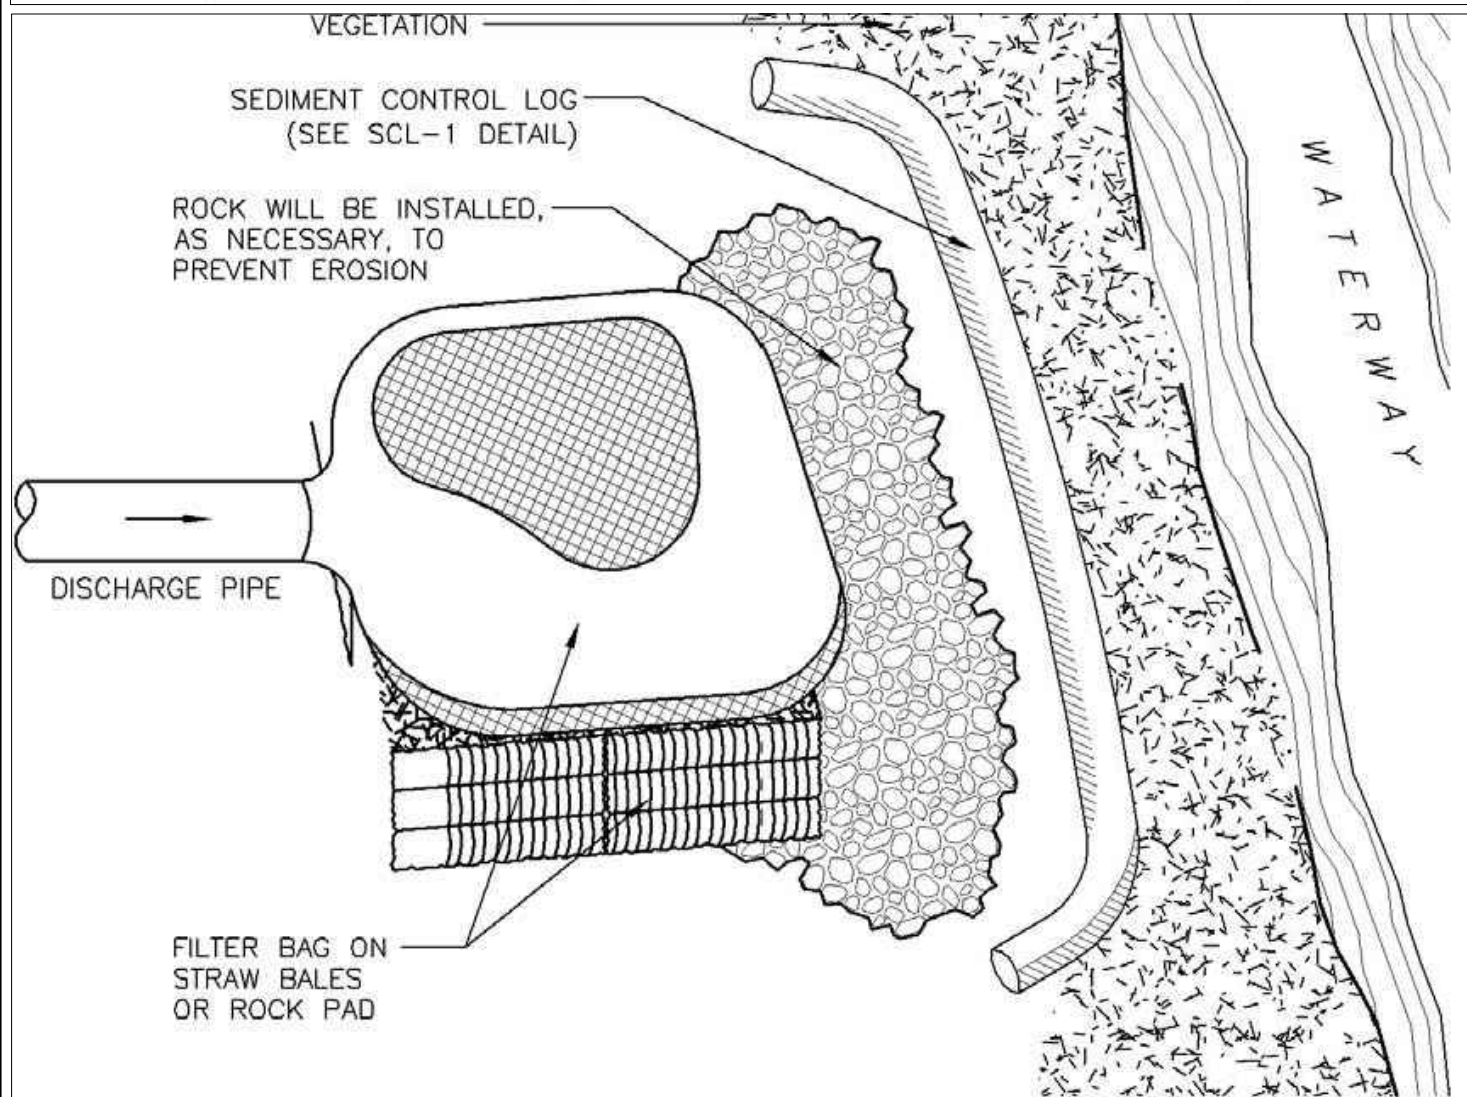 VEGETATION
SEDIMENT CONTROL LOG
(SEE SCL-1 DETAIL)
ROCK WILL BE INSTALLED,
AS NECESSARY, TO
PREVENT EROSION
WATERWAY
DISCHARGE PIPE
FILTER BAG ON
STRAW BALES
OR ROCK PAD